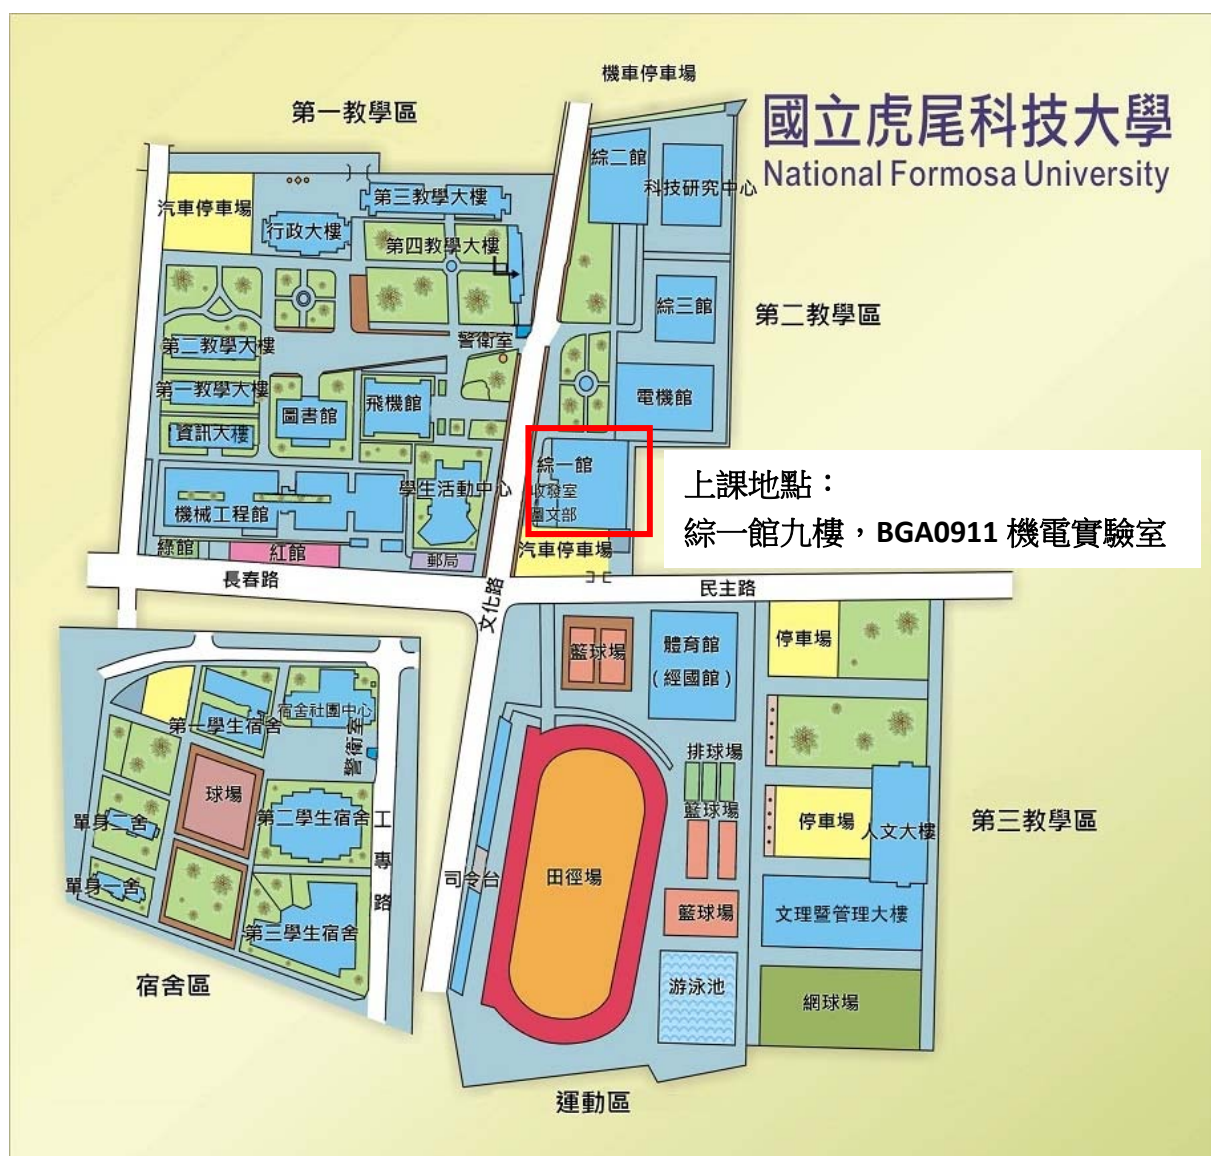 機車停車場
第一教學區
國立虎尾科技大學
National Formosa University
綜二館
科技研究中心
汽車停車場
第三教學大樓
行政大樓
第四教學大樓
綜三館
第二教學區
警衛室
第二教學大樓
第一教學大樓
圖書館
飛機館
電機館
資訊大樓
學生活動中心
綜一館
收發室
圖文部
上課地點：
綜一館九樓，BGA0911 機電實驗室
機械工程館
綠館
紅館
郵局
汽車停車場
長春路
文化路
民主路
籃球場
體育館
(經國館)
停車場
宿舍社團中心
第一學生宿舍
警衛室
排球場
球場
第二學生宿舍
籃球場
停車場
人文大樓
第三教學區
單身二舍
工專路
單身一舍
司令台
田徑場
籃球場
文理暨管理大樓
第三學生宿舍
宿舍區
游泳池
網球場
運動區